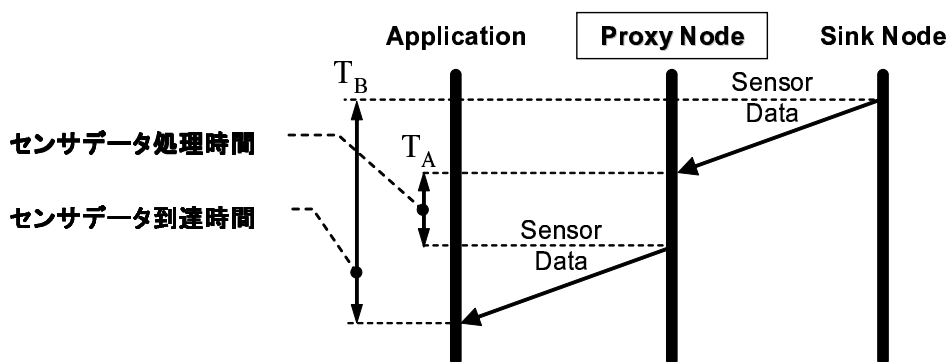 Application
Proxy Node
Sink Node
T_B
Sensor
Data
センサデータ処理時間
T_A
センサデータ到達時間
Sensor
Data